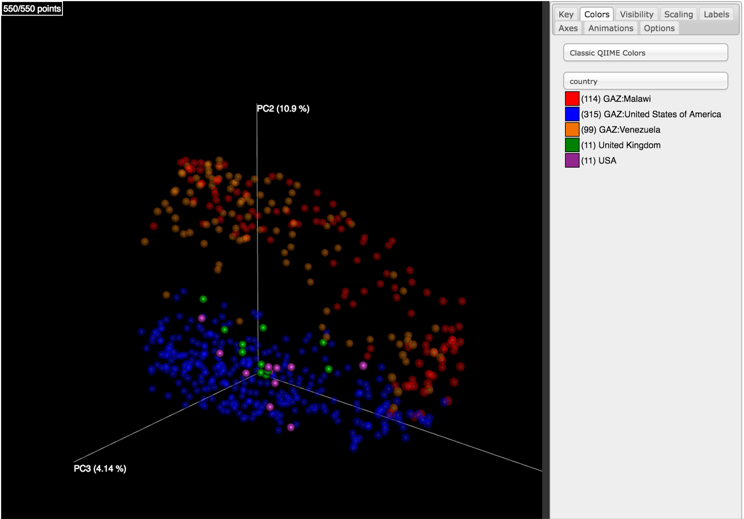 550/550 points
PC2 (10.9 %)
PC3 (4.14 %)
Key Colors Visibility Scaling Labels
Axes Animations Options
Classic QIIME Colors
country
(114) GAZ:Malawi
(315) GAZ:United States of America
(99) GAZ:Venezuela
(11) United Kingdom
(11) USA